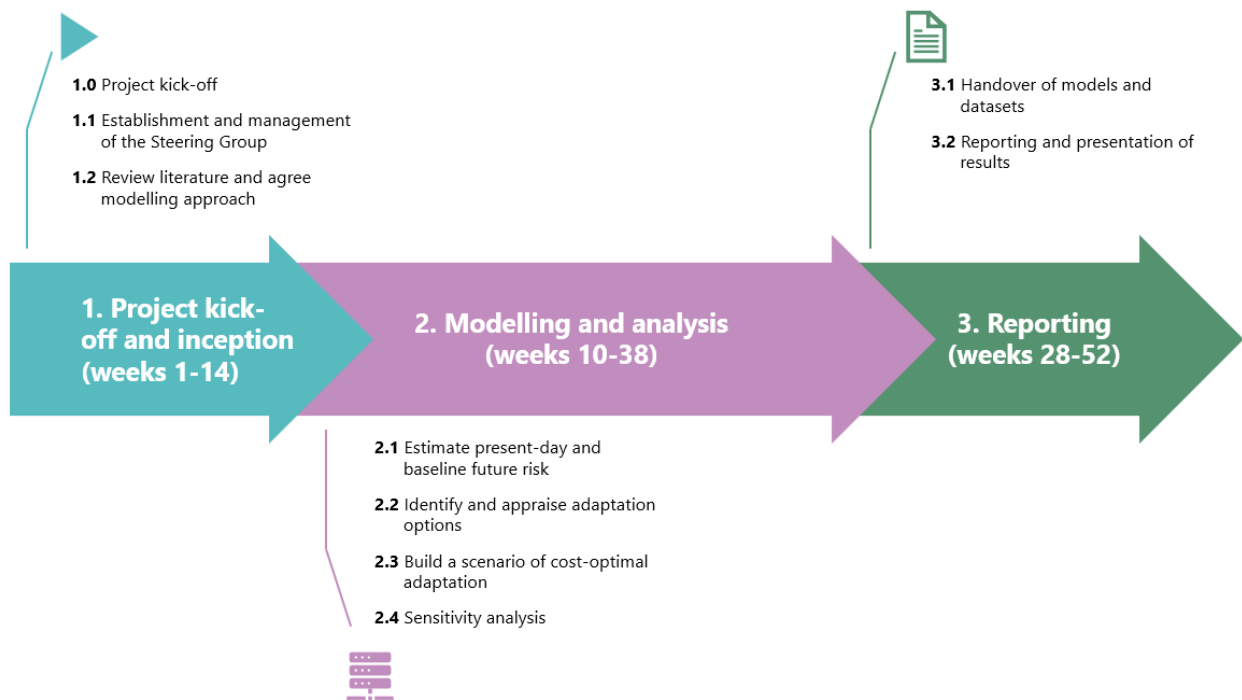 1.0 Project kick-off
1.1 Establishment and management
of the Steering Group
1.2 Review literature and agree
modelling approach
3.1 Handover of models and
datasets
3.2 Reporting and presentation of
results
1. Project kick-
off and inception
(weeks 1-14)
2. Modelling and analysis
(weeks 10-38)
3. Reporting
(weeks 28-52)
2.1 Estimate present-day and
baseline future risk
2.2 Identify and appraise adaptation
options
2.3 Build a scenario of cost-optimal
adaptation
2.4 Sensitivity analysis